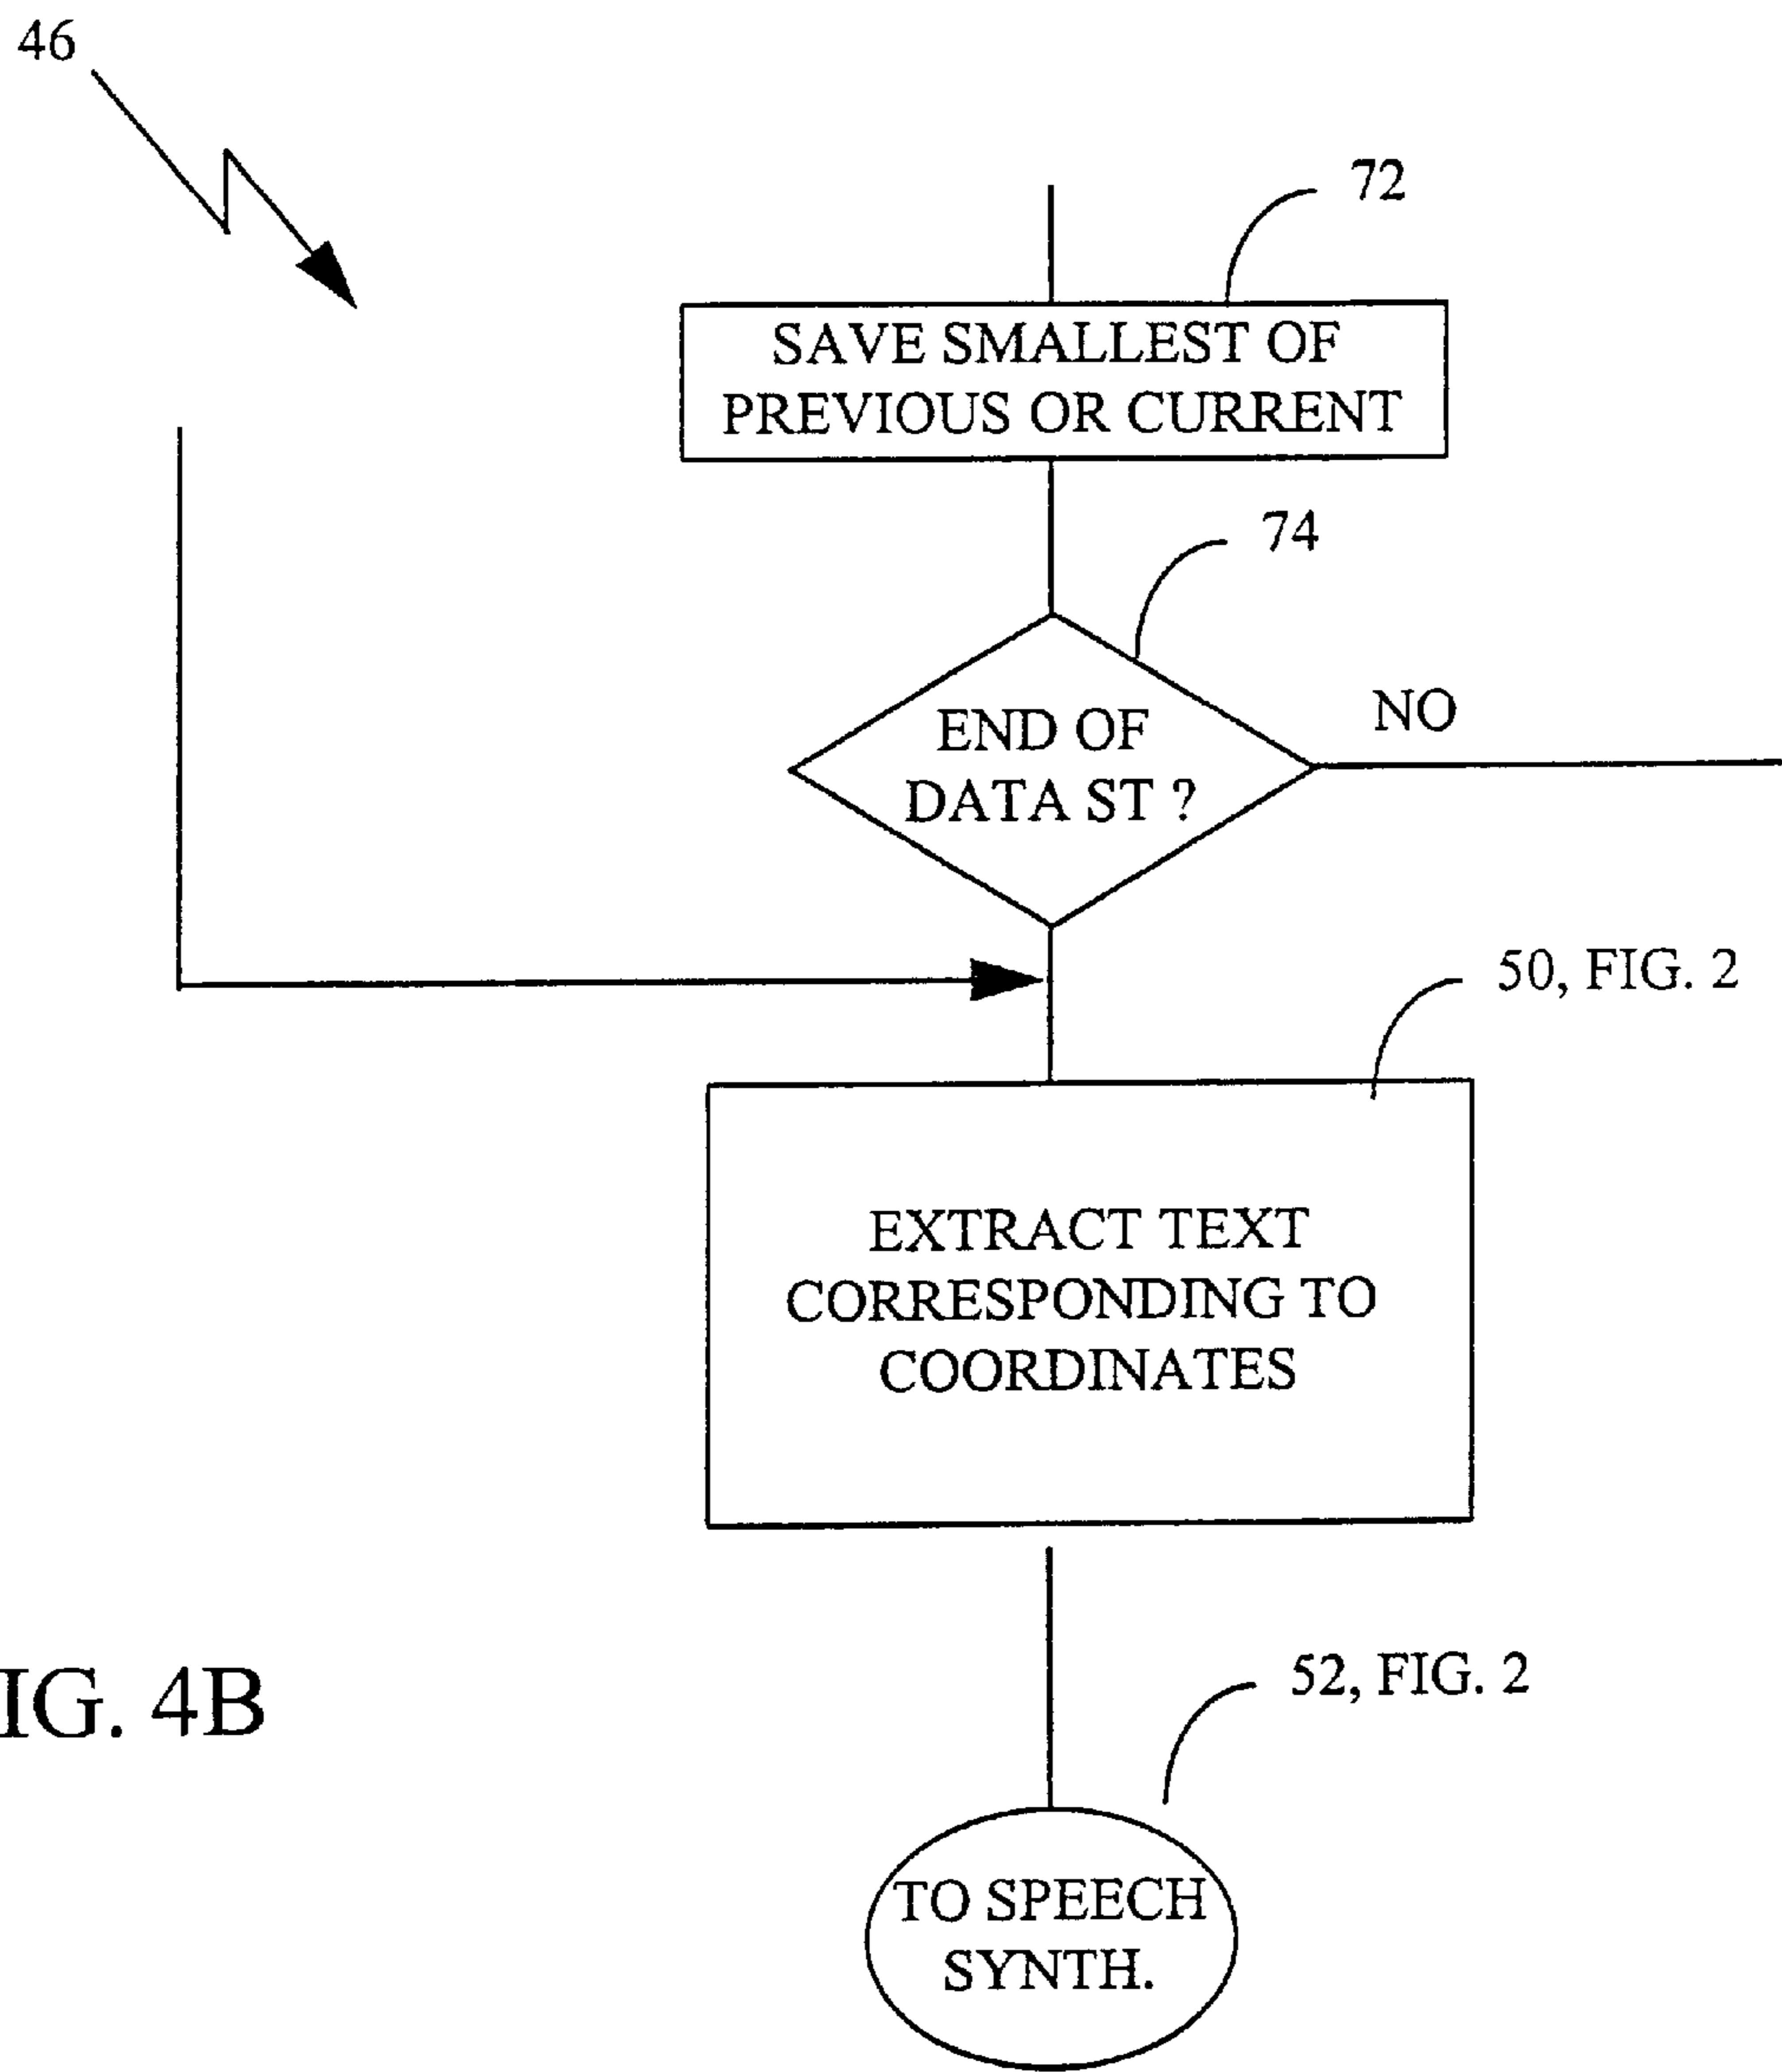 46
72
SAVE SMALLEST OF
PREVIOUS OR CURRENT
74
END OF
DATA ST ?
NO
50, FIG. 2
EXTRACT TEXT
CORRESPONDING TO
COORDINATES
IG. 4B
52, FIG. 2
TO SPEECH
SYNTH.